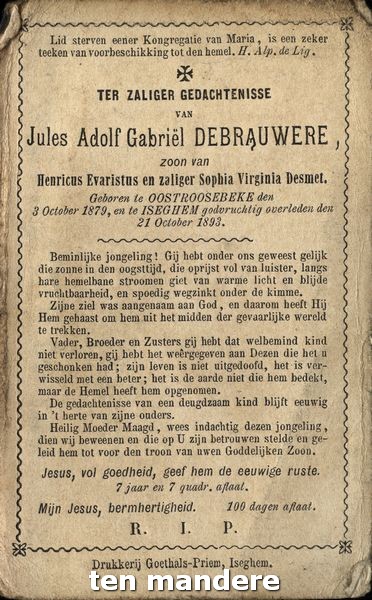 Lid sterven eener Kongregatie van Maria, is een zeker
teeken van voorbeschikking tot den hemel. H. Alp. de Lig.
TER ZALIGER GEDACHTENISSE
VAN
Jules Adolf Gabriël DEBRAUWERE,
zoon van
Henricus Evaristus en zaliger Sophia Virginia Desmet.
Geboren te OOSTROOSEBEKE den
3 October 1879, en te ISEGHEM godvruchtig overleden den
21 October 1893.
Beminlijke jongeling! Gij hebt onder ons geweest gelijk
die zonne in den oogsttijd, die oprijst vol van luister, langs
hare hemelbane stroomen giet van warme licht en blijde
vruchtbaarheid, en spoedig wegzinkt onder de kimme.
Zijne ziel was aangenaam aan God, en daarom heeft Hij
Hem gehaast om hem uit het midden der gevaarlijke wereld
te trekken.
Vader, Broeder en Zusters gij heb dat welbemind kind
niet verloren, gij hebt het weêrgegeven aan Dezen die het u
geschonken had; zijn leven is niet uitgedoofd, het is ver-
wisseld met een beter; het is de aarde niet die hem bedekt,
maar de Hemel heeft hem opgenomen.
De gedachtenisse van een deugdzaam kind blijft eeuwig
in 't herte van zijne ouders.
Heilig Moeder Maagd, wees indachtig dezen jongeling,
dien wij beweenen en die op U zijn betrouwen stelde en ge-
leid hem tot voor den troon van uwen Goddelijken Zoon.
Jesus, vol goedheid, geef hem de eeuwige ruste.
7 jaar en 7 quadr. aflaat.
Mijn Jesus, bermhertigheid. 100 dagen aflaat.
R. I. P.
Drukkerij Goethals-Priem, Iseghem.
ten mandere